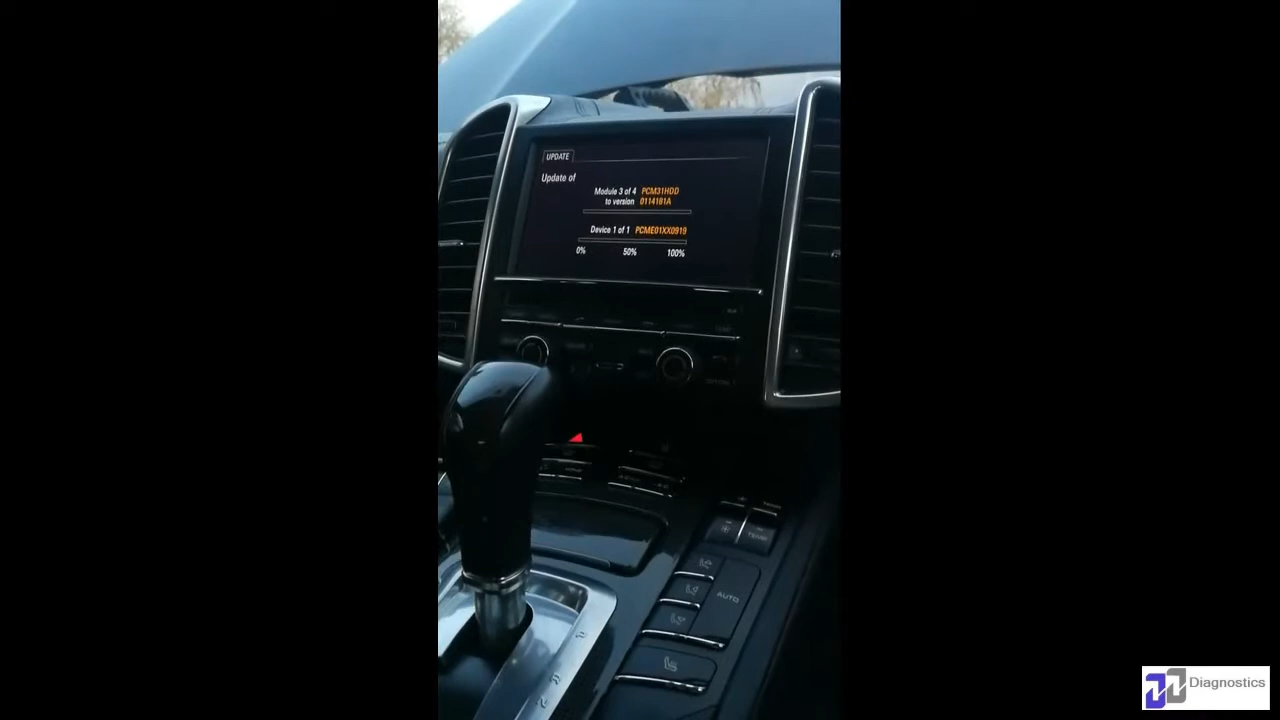 UPDATE
Update of
Module 3 of 4 PCM31HDD
to version 0114181A
Device 1 of 1 PCME01XX0919
0% 50% 100%
TEMP
AUTO
Diagnostics